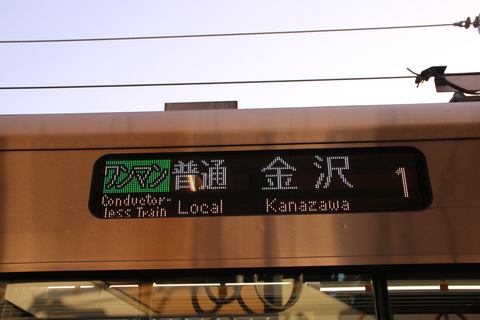 ワンマン 普通 金沢 1
Conductor-
less Train Local Kanazawa